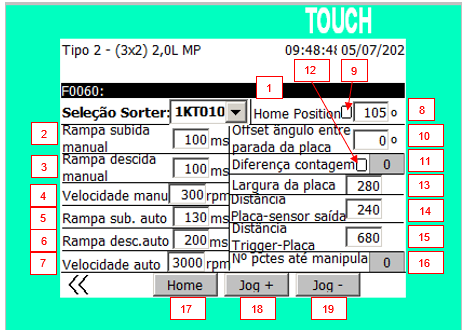 TOUCH
Tipo 2 - (3x2) 2,0L MP 09:48:4( 05/07/202
12 9
1
F0060:
Seleção Sorter: 1KT010 Home Position 105 º 8
2 Rampa subida manual 100 ms Offset ângulo entre parada da placa 0 º 10
3 Rampa descida manual 100 ms Diferença contagem 0 11
4 Velocidade manu 300 rpm Largura da placa 280 13
5 Rampa sub. auto 130 ms Distância Placa-sensor saída 240 14
6 Rampa desc.auto 200 ms Distância Trigger-Placa 680 15
7 Velocidade auto 3000 rpm Nº pctes até manipula 0 16
<< Home Jog + Jog -
17 18 19